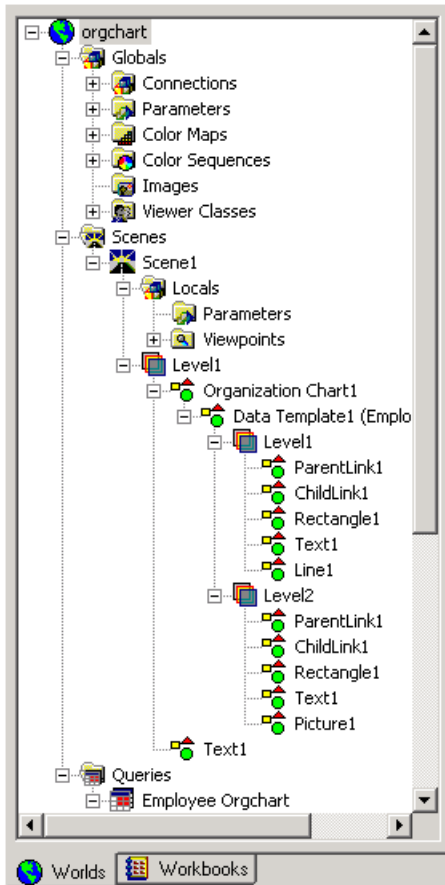 orgchart
Globals
Connections
Parameters
Color Maps
Color Sequences
Images
Viewer Classes
Scenes
Scene1
Locals
Parameters
Viewpoints
Level1
Organization Chart1
Data Template1 (Emplo
Level1
ParentLink1
ChildLink1
Rectangle1
Text1
Line1
Level2
ParentLink1
ChildLink1
Rectangle1
Text1
Picture1
Text1
Queries
Employee Orgchart
Worlds Workbooks